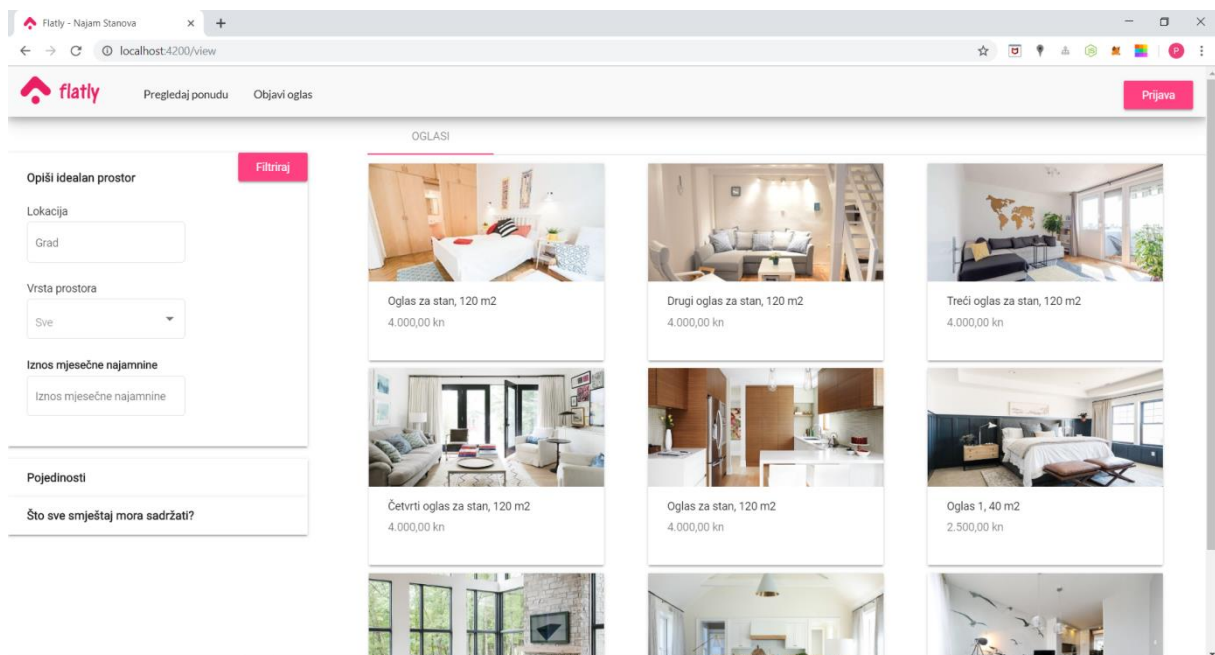 Flatly - Najam Stanova
localhost:4200/view
flatly
Pregledaj ponudu
Objavi oglas
Prijava
OGLASI
Filtriraj
Opiši idealan prostor
Lokacija
Grad
Vrsta prostora
Sve
Iznos mjesečne najamnine
Iznos mjesečne najamnine
Pojedinosti
Što sve smještaj mora sadržati?
Oglas za stan, 120 m2
4.000,00 kn
Drugi oglas za stan, 120 m2
4.000,00 kn
Treći oglas za stan, 120 m2
4.000,00 kn
Četvrti oglas za stan, 120 m2
4.000,00 kn
Oglas za stan, 120 m2
4.000,00 kn
Oglas 1, 40 m2
2.500,00 kn